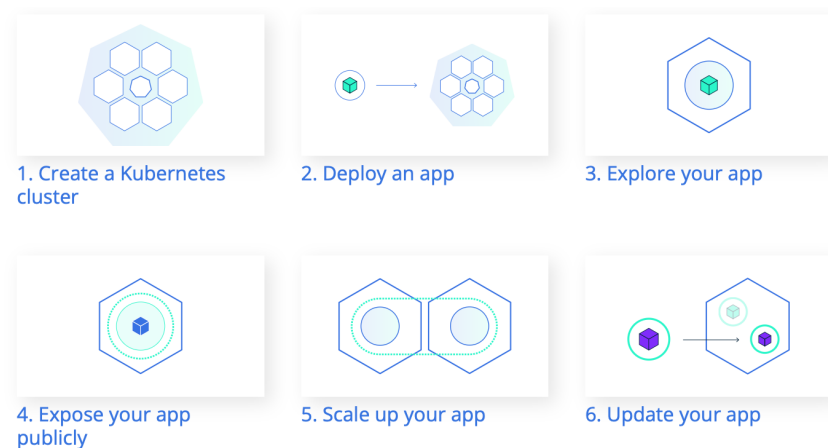 1. Create a Kubernetes
cluster
2. Deploy an app
3. Explore your app
4. Expose your app
publicly
5. Scale up your app
6. Update your app